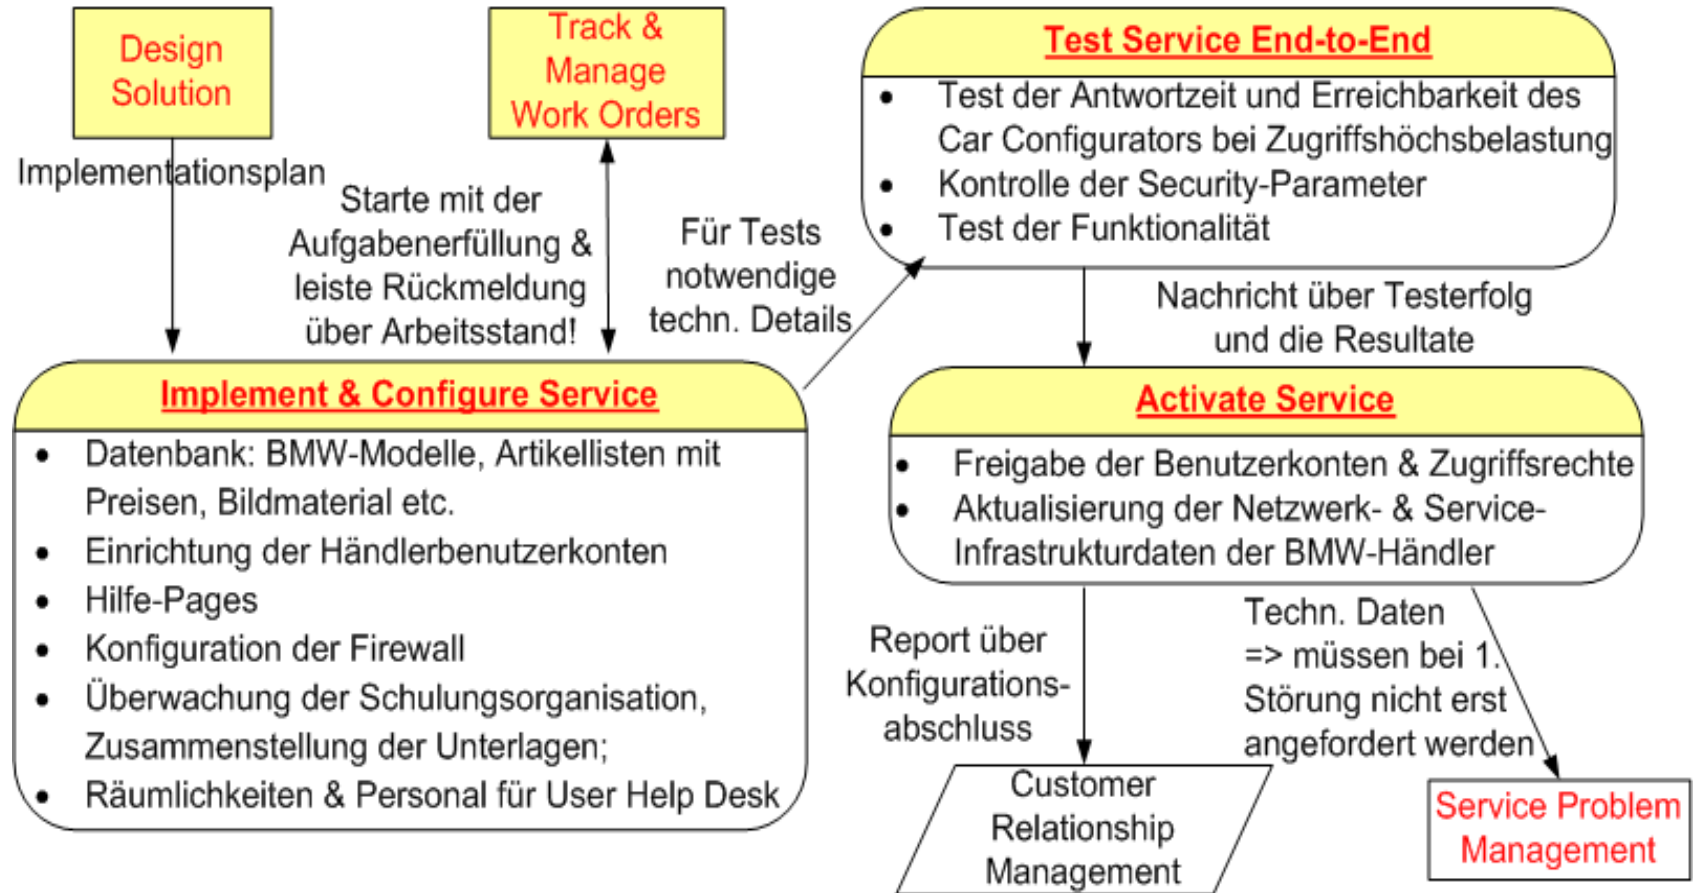 Design
Solution
Track &
Manage
Work Orders
Implementationsplan
Starte mit der
Aufgabenerfüllung &
leiste Rückmeldung
über Arbeitsstand!
Für Tests
notwendige
techn. Details
Implement & Configure Service
• Datenbank: BMW-Modelle, Artikellisten mit
Preisen, Bildmaterial etc.
• Einrichtung der Händlerbenutzerkonten
• Hilfe-Pages
• Konfiguration der Firewall
• Überwachung der Schulungsorganisation,
Zusammenstellung der Unterlagen;
• Räumlichkeiten & Personal für User Help Desk
Test Service End-to-End
• Test der Antwortzeit und Erreichbarkeit des
Car Configurators bei Zugriffshöchsbelastung
• Kontrolle der Security-Parameter
• Test der Funktionalität
Nachricht über Testerfolg
und die Resultate
Activate Service
• Freigabe der Benutzerkonten & Zugriffsrechte
• Aktualisierung der Netzwerk- & Service-
Infrastrukturdaten der BMW-Händler
Report über
Konfigurations-
abschluss
Techn. Daten
=> müssen bei 1.
Störung nicht erst
angefordert werden
Customer
Relationship
Management
Service Problem
Management